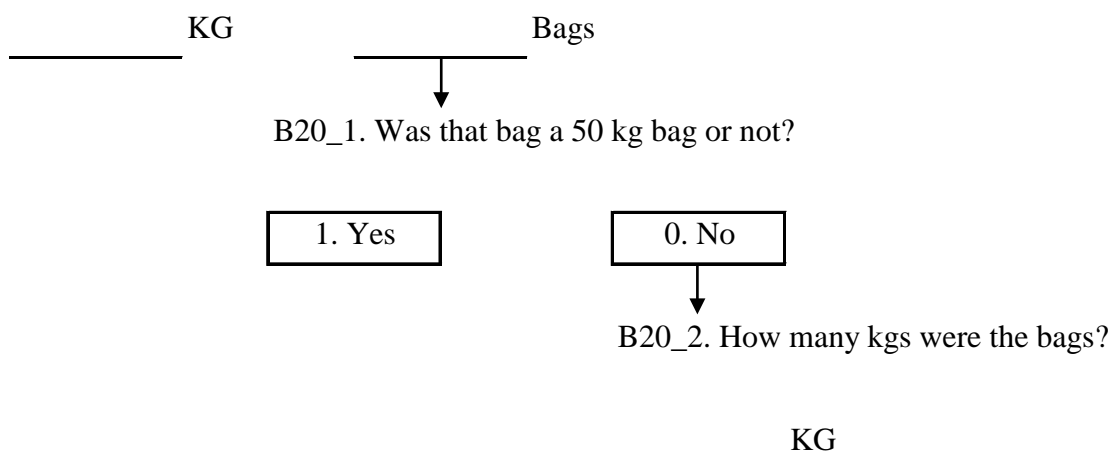 KG Bags
B20_1. Was that bag a 50 kg bag or not?
1. Yes 0. No
B20_2. How many kgs were the bags?
KG